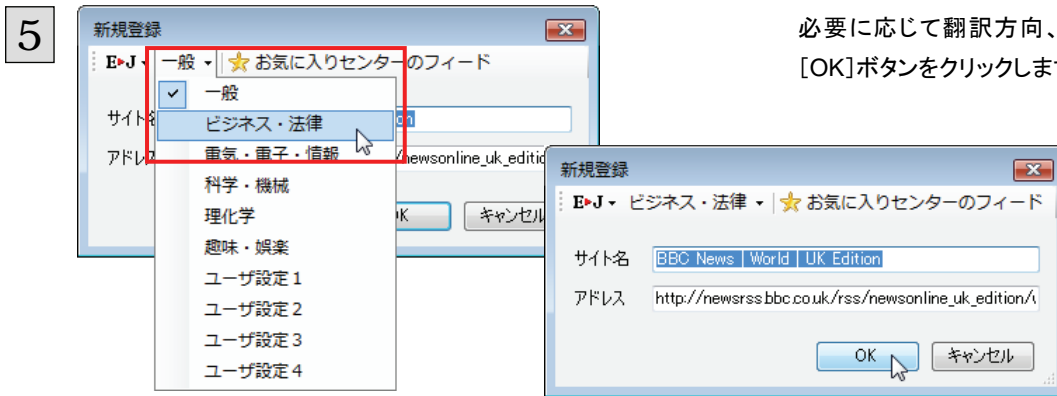 5
必要に応じて翻訳方向、
[OK]ボタンをクリックしま
新規登録
E▸J 一般 お気に入りセンターのフィード
サイト名
アドレ /newsonline_uk_editio
一般
ビジネス・法律
電気・電子・情報
科学・機械
理化学
趣味・娯楽
ユーザ設定1
ユーザ設定2
ユーザ設定3
ユーザ設定4
キャンセル
新規登録
E▸J ビジネス・法律 お気に入りセンターのフィード
サイト名 BBC News | World | UK Edition
アドレス http://newsrss.bbc.co.uk/rss/newsonline_uk_edition/
OK キャンセル